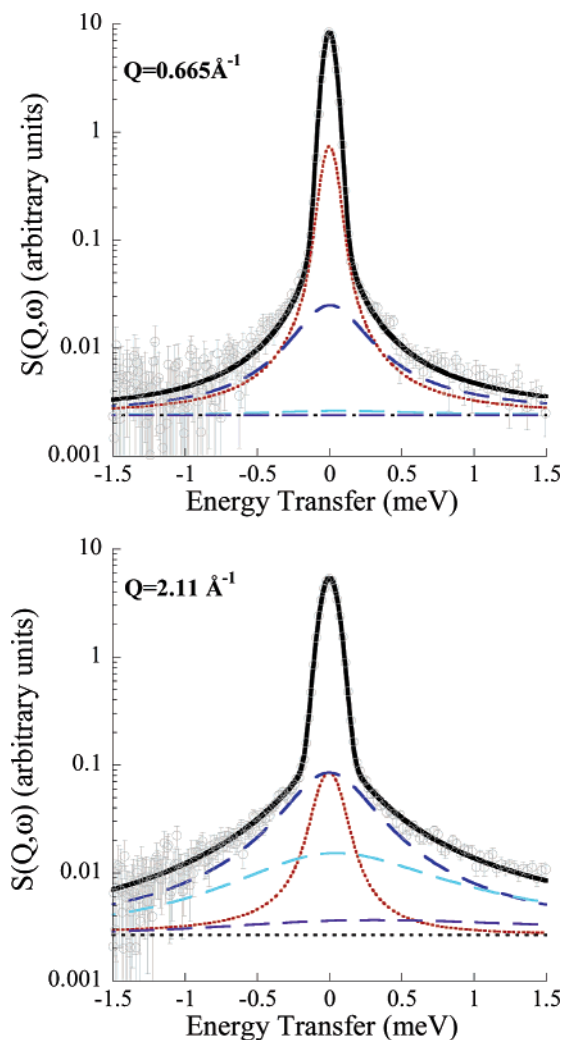 10
Q=0.665Å⁻¹
1
0.1
0.01
0.001
S(Q,ω) (arbitrary units)
-1.5 -1 -0.5 0 0.5 1 1.5
Energy Transfer (meV)
10
Q=2.11 Å⁻¹
1
0.1
0.01
0.001
S(Q,ω) (arbitrary units)
-1.5 -1 -0.5 0 0.5 1 1.5
Energy Transfer (meV)